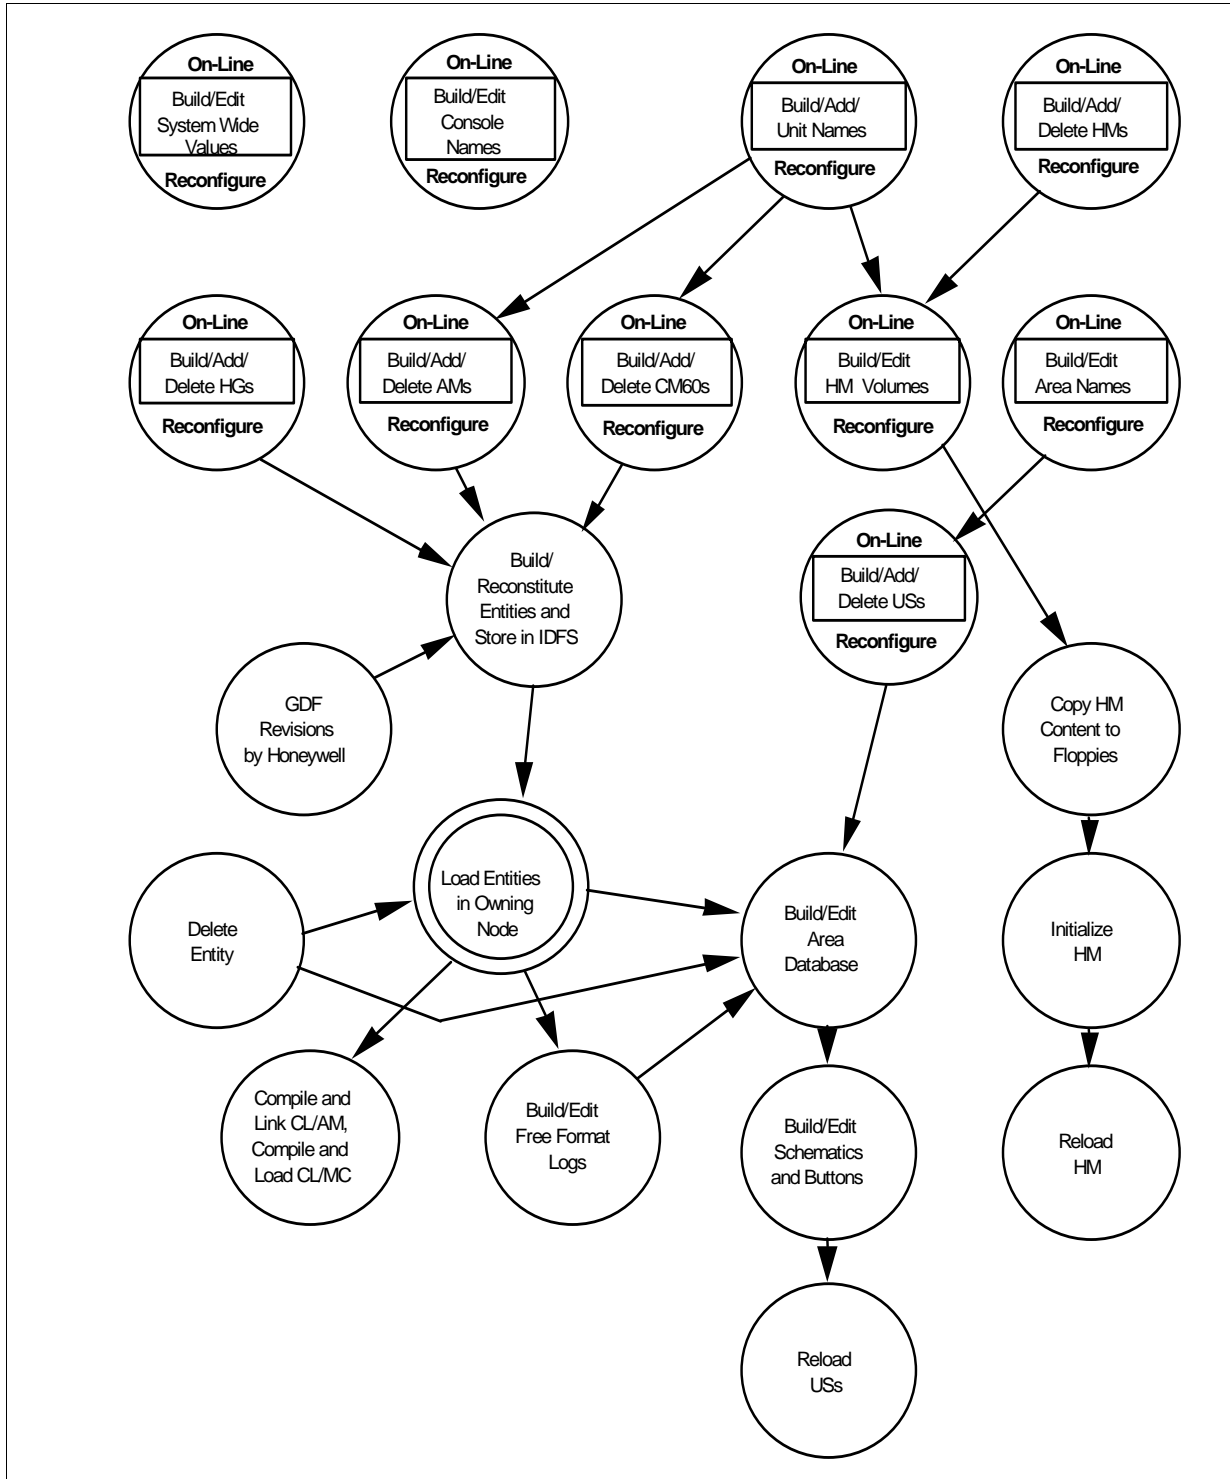 On-Line
Build/Edit
System Wide
Values
Reconfigure
On-Line
Build/Edit
Console
Names
Reconfigure
On-Line
Build/Add/
Unit Names
Reconfigure
On-Line
Build/Add/
Delete HMs
Reconfigure
On-Line
Build/Add/
Delete HGs
Reconfigure
On-Line
Build/Add/
Delete AMs
Reconfigure
On-Line
Build/Add/
Delete CM60s
Reconfigure
On-Line
Build/Edit
HM Volumes
Reconfigure
On-Line
Build/Edit
Area Names
Reconfigure
Build/
Reconstitute
Entities and
Store in IDFS
On-Line
Build/Add/
Delete USs
Reconfigure
GDF
Revisions
by Honeywell
Copy HM
Content to
Floppies
Delete
Entity
Load Entities
in Owning
Node
Build/Edit
Area
Database
Initialize
HM
Compile and
Link CL/AM,
Compile and
Load CL/MC
Build/Edit
Free Format
Logs
Build/Edit
Schematics
and Buttons
Reload
HM
Reload
USs